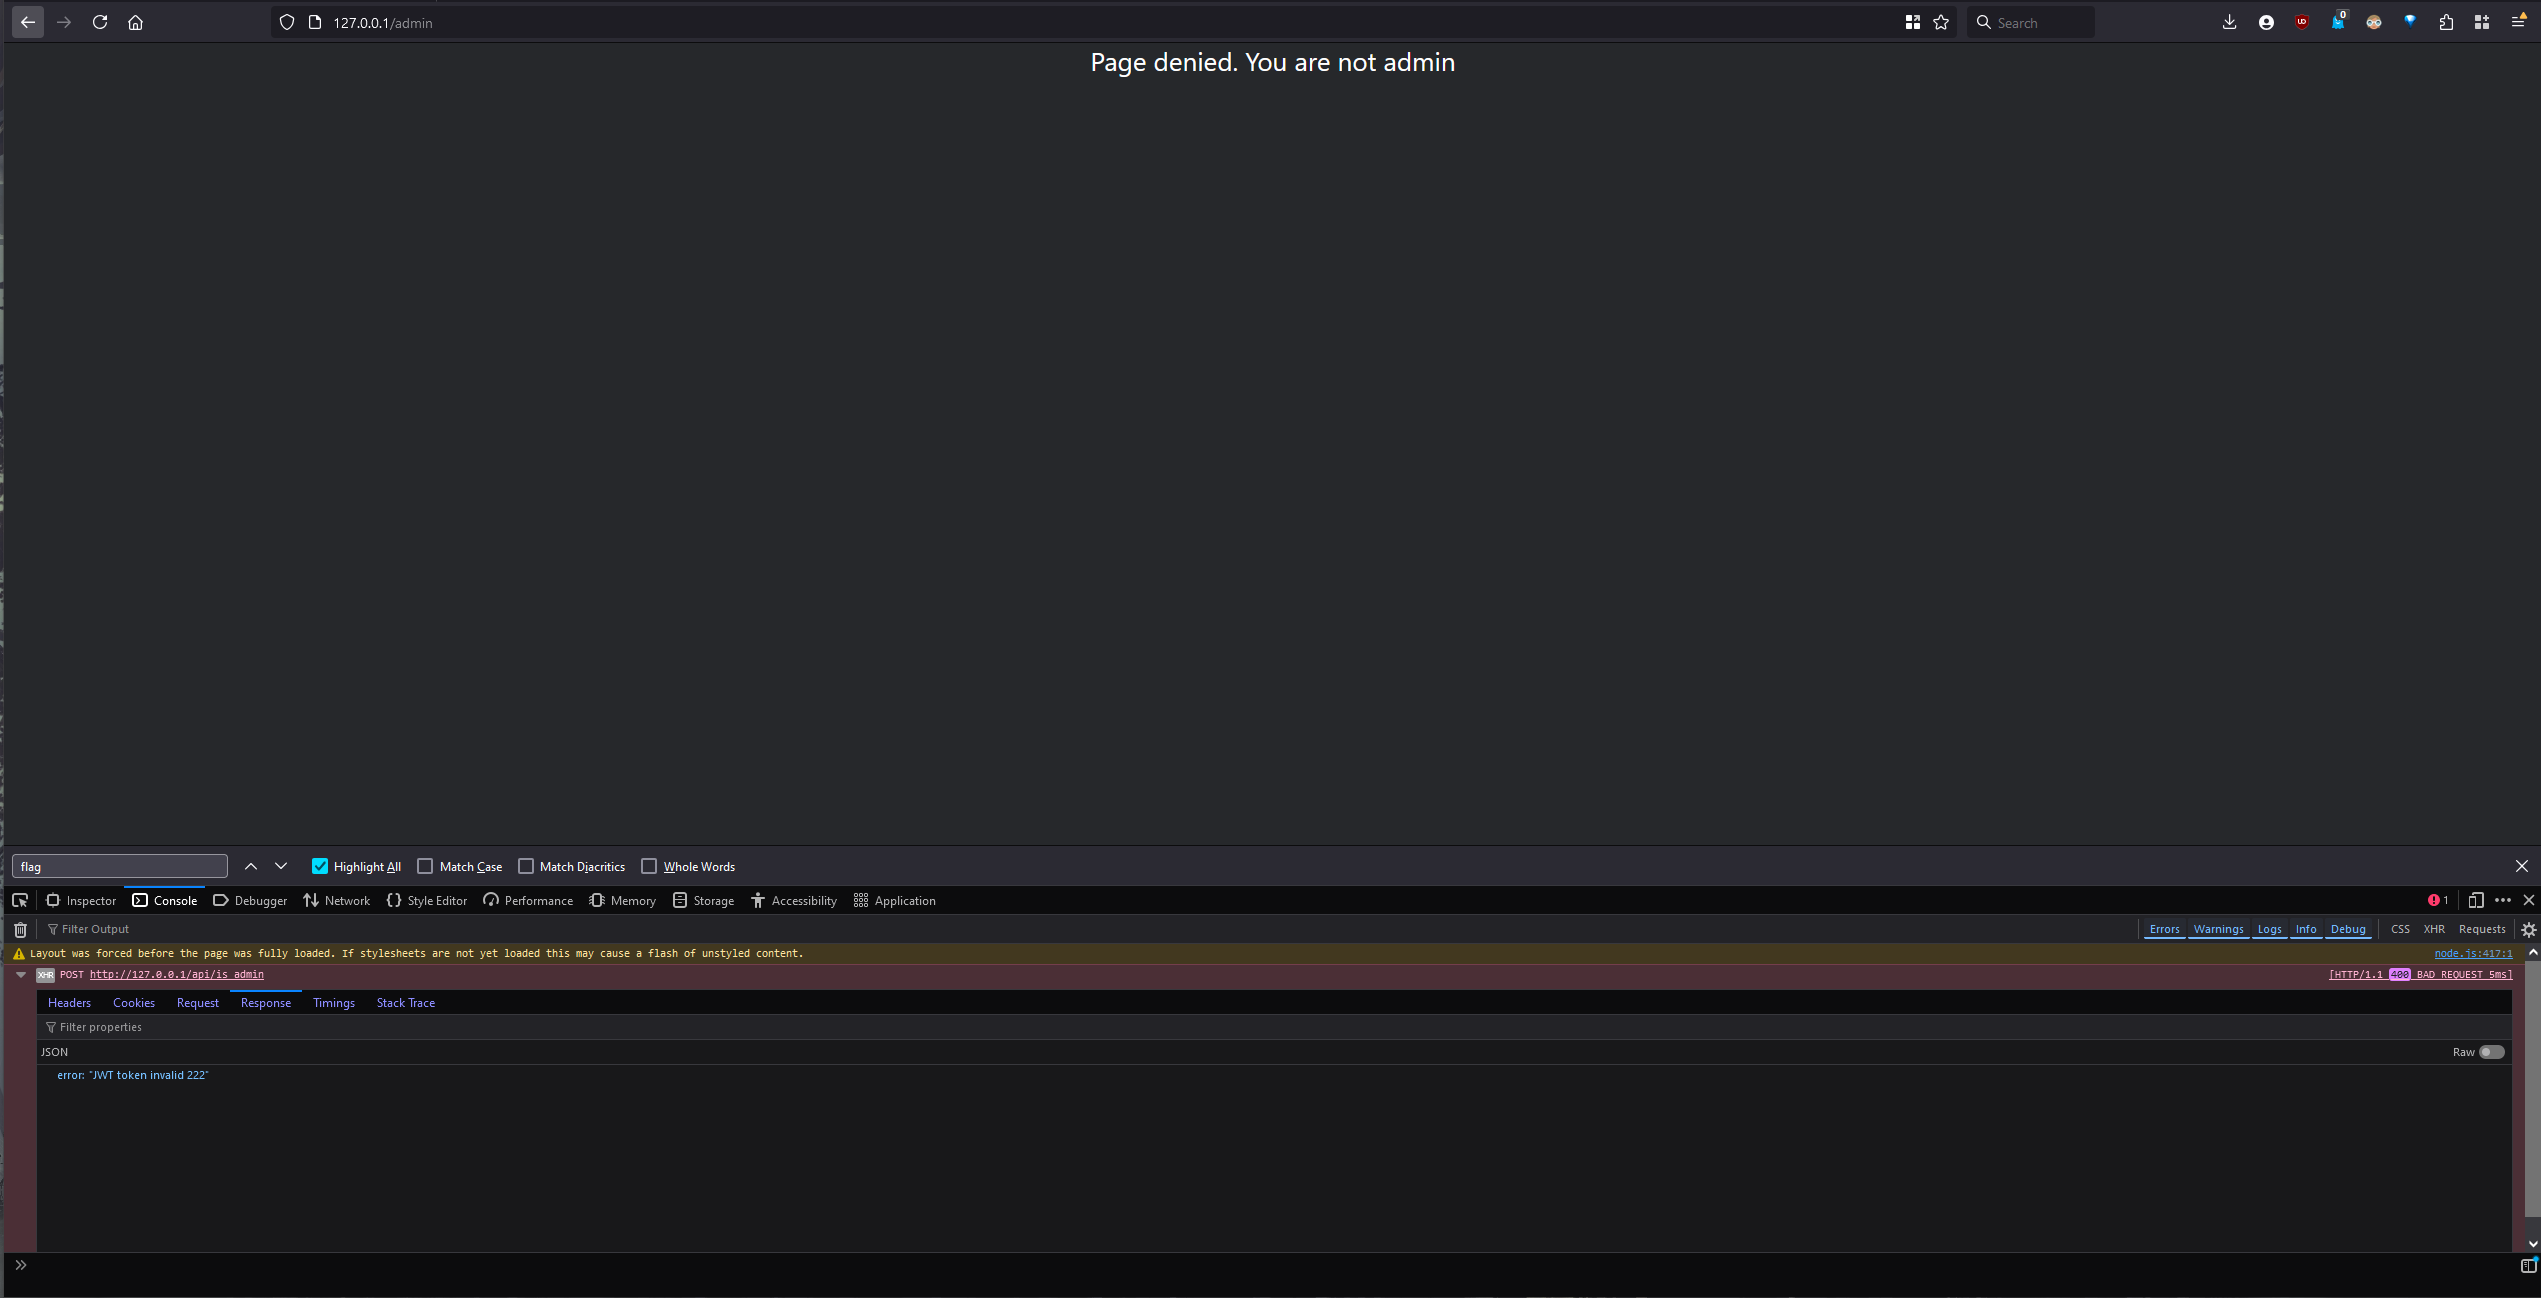 127.0.0.1/admin
Search
0
Page denied. You are not admin
flag
Highlight All
Match Case
Match Diacritics
Whole Words
Inspector
Console
Debugger
Network
Style Editor
Performance
Memory
Storage
Accessibility
Application
1
Filter Output
Errors
Warnings
Logs
Info
Debug
CSS
XHR
Requests
Layout was forced before the page was fully loaded. If stylesheets are not yet loaded this may cause a flash of unstyled content.
node.js:417:1
XHR POST http://127.0.0.1/api/is_admin
[HTTP/1.1 400 BAD REQUEST 5ms]
Headers
Cookies
Request
Response
Timings
Stack Trace
Filter properties
JSON
Raw
error: "JWT token invalid 222"